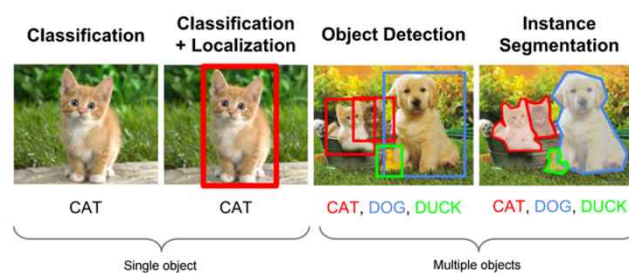 Classification
Classification
+ Localization
Object Detection
Instance
Segmentation
CAT
CAT
CAT, DOG, DUCK
CAT, DOG, DUCK
Single object
Multiple objects